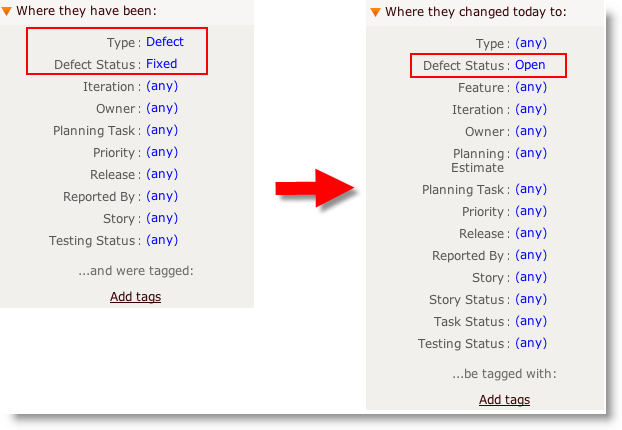 Where they have been:
Type: Defect
Defect Status: Fixed
Iteration: (any)
Owner: (any)
Planning Task: (any)
Priority: (any)
Release: (any)
Reported By: (any)
Story: (any)
Testing Status: (any)
...and were tagged:
Add tags
Where they changed today to:
Type: (any)
Defect Status: Open
Feature: (any)
Iteration: (any)
Owner: (any)
Planning Estimate: (any)
Planning Task: (any)
Priority: (any)
Release: (any)
Reported By: (any)
Story: (any)
Story Status: (any)
Task Status: (any)
Testing Status: (any)
...be tagged with:
Add tags